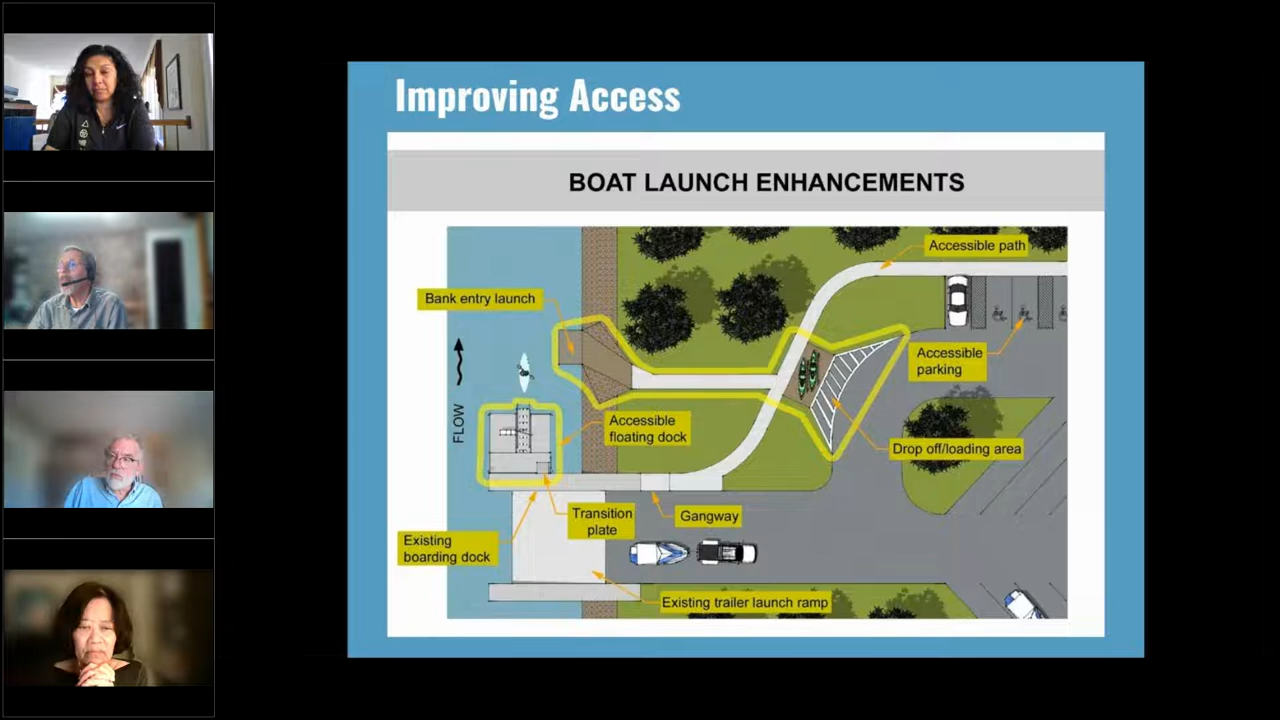 Improving Access
BOAT LAUNCH ENHANCEMENTS
Accessible path
Bank entry launch
Accessible
parking
FLOW
Accessible
floating dock
Drop off/loading area
Transition
plate
Gangway
Existing
boarding dock
Existing trailer launch ramp